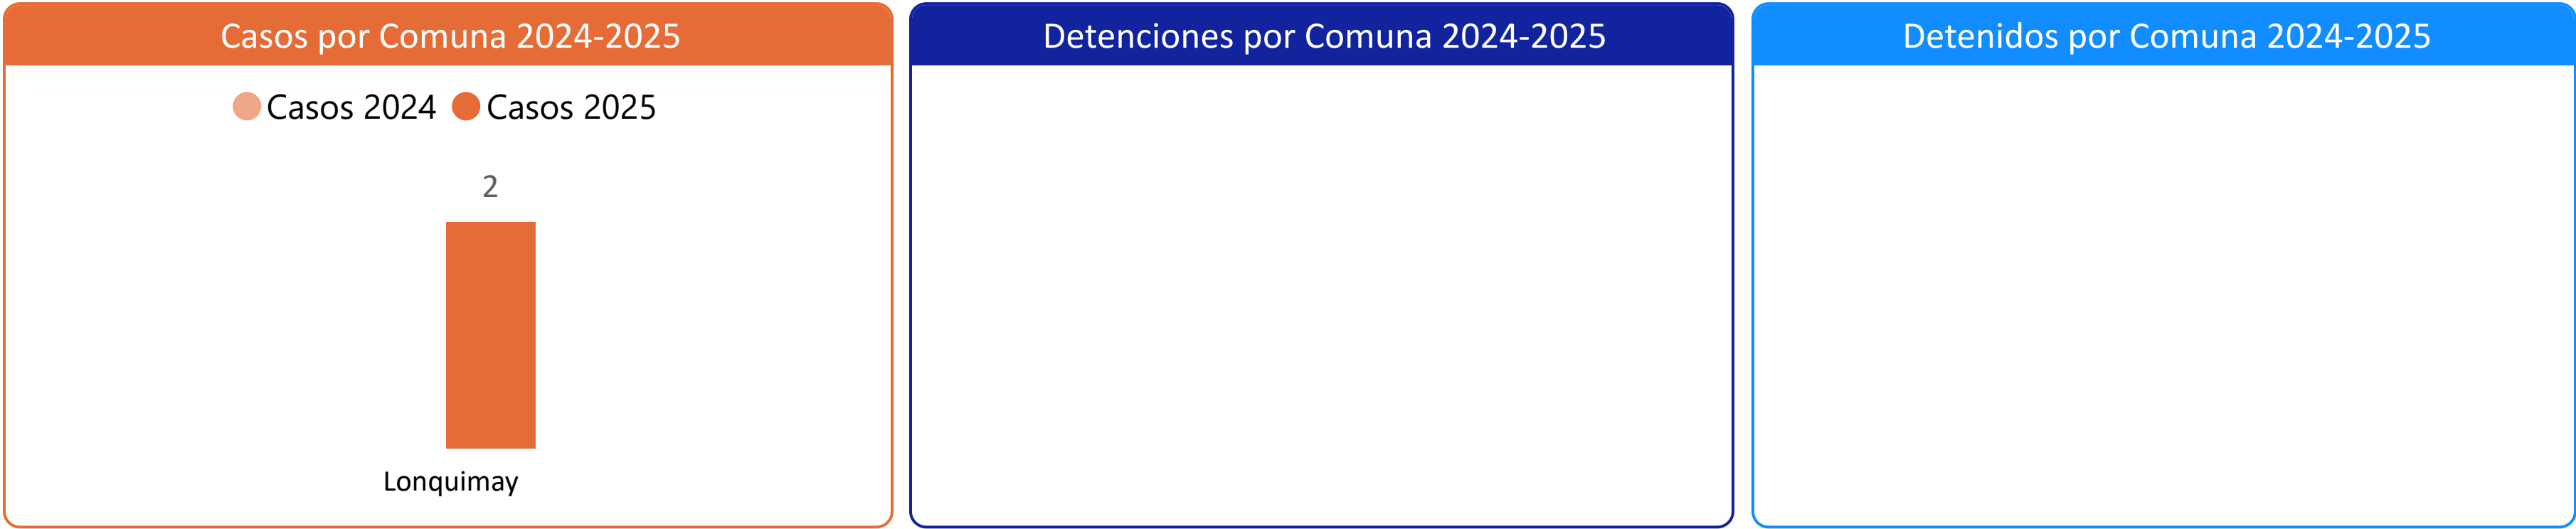 Casos por Comuna 2024-2025
Casos 2024 Casos 2025
2
Lonquimay
Detenciones por Comuna 2024-2025
Detenidos por Comuna 2024-2025